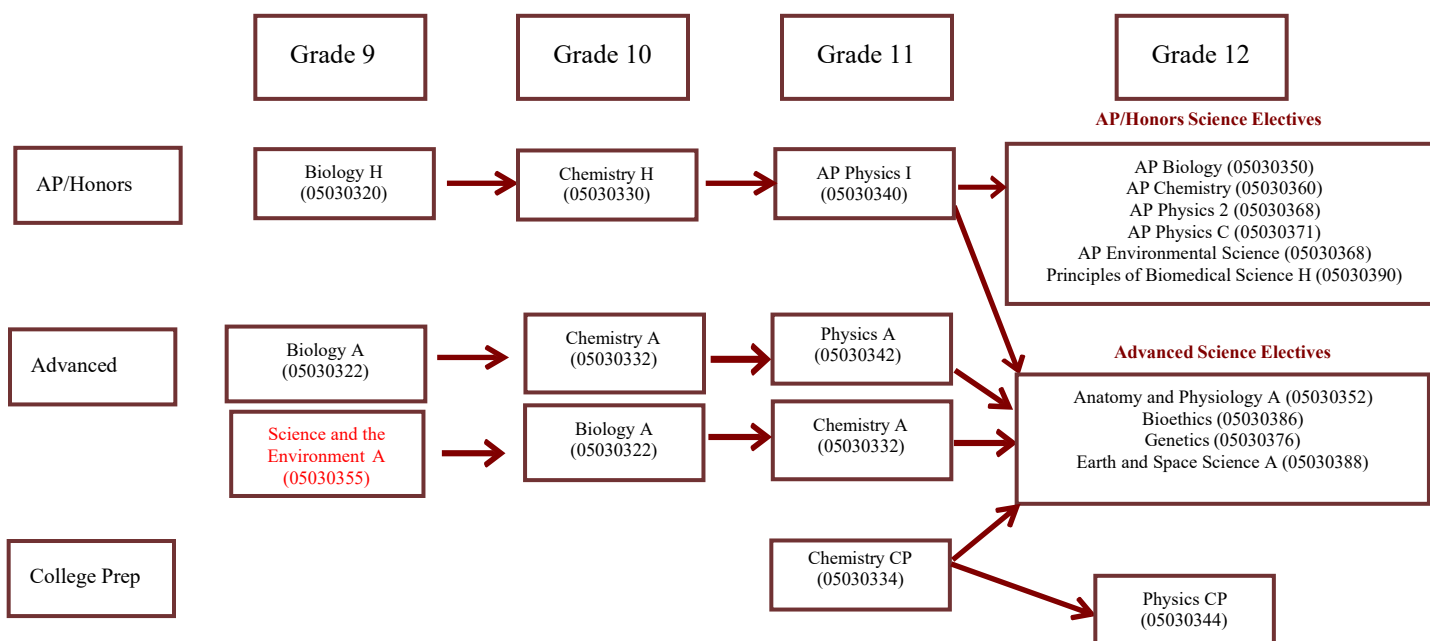 Grade 9
Grade 10
Grade 11
Grade 12
AP/Honors Science Electives
AP/Honors
Biology H
(05030320)
Chemistry H
(05030330)
AP Physics I
(05030340)
AP Biology (05030350)
AP Chemistry (05030360)
AP Physics 2 (05030368)
AP Physics C (05030371)
AP Environmental Science (05030368)
Principles of Biomedical Science H (05030390)
Advanced
Biology A
(05030322)
Chemistry A
(05030332)
Physics A
(05030342)
Advanced Science Electives
Science and the
Environment A
(05030355)
Biology A
(05030322)
Chemistry A
(05030332)
Anatomy and Physiology A (05030352)
Bioethics (05030386)
Genetics (05030376)
Earth and Space Science A (05030388)
College Prep
Chemistry CP
(05030334)
Physics CP
(05030344)